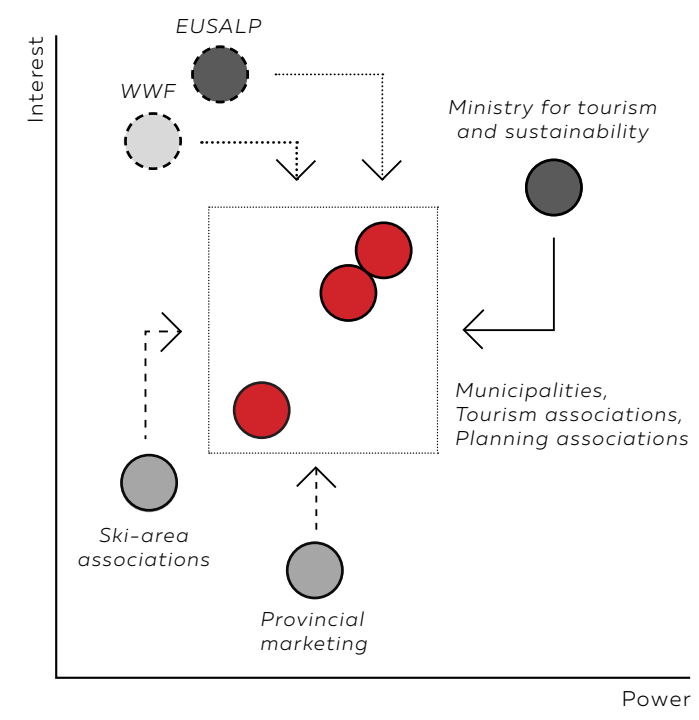 EUSALP
Interest
WWF
Ministry for tourism
and sustainability
Municipalities,
Tourism associations,
Planning associations
Ski-area
associations
Provincial
marketing
Power